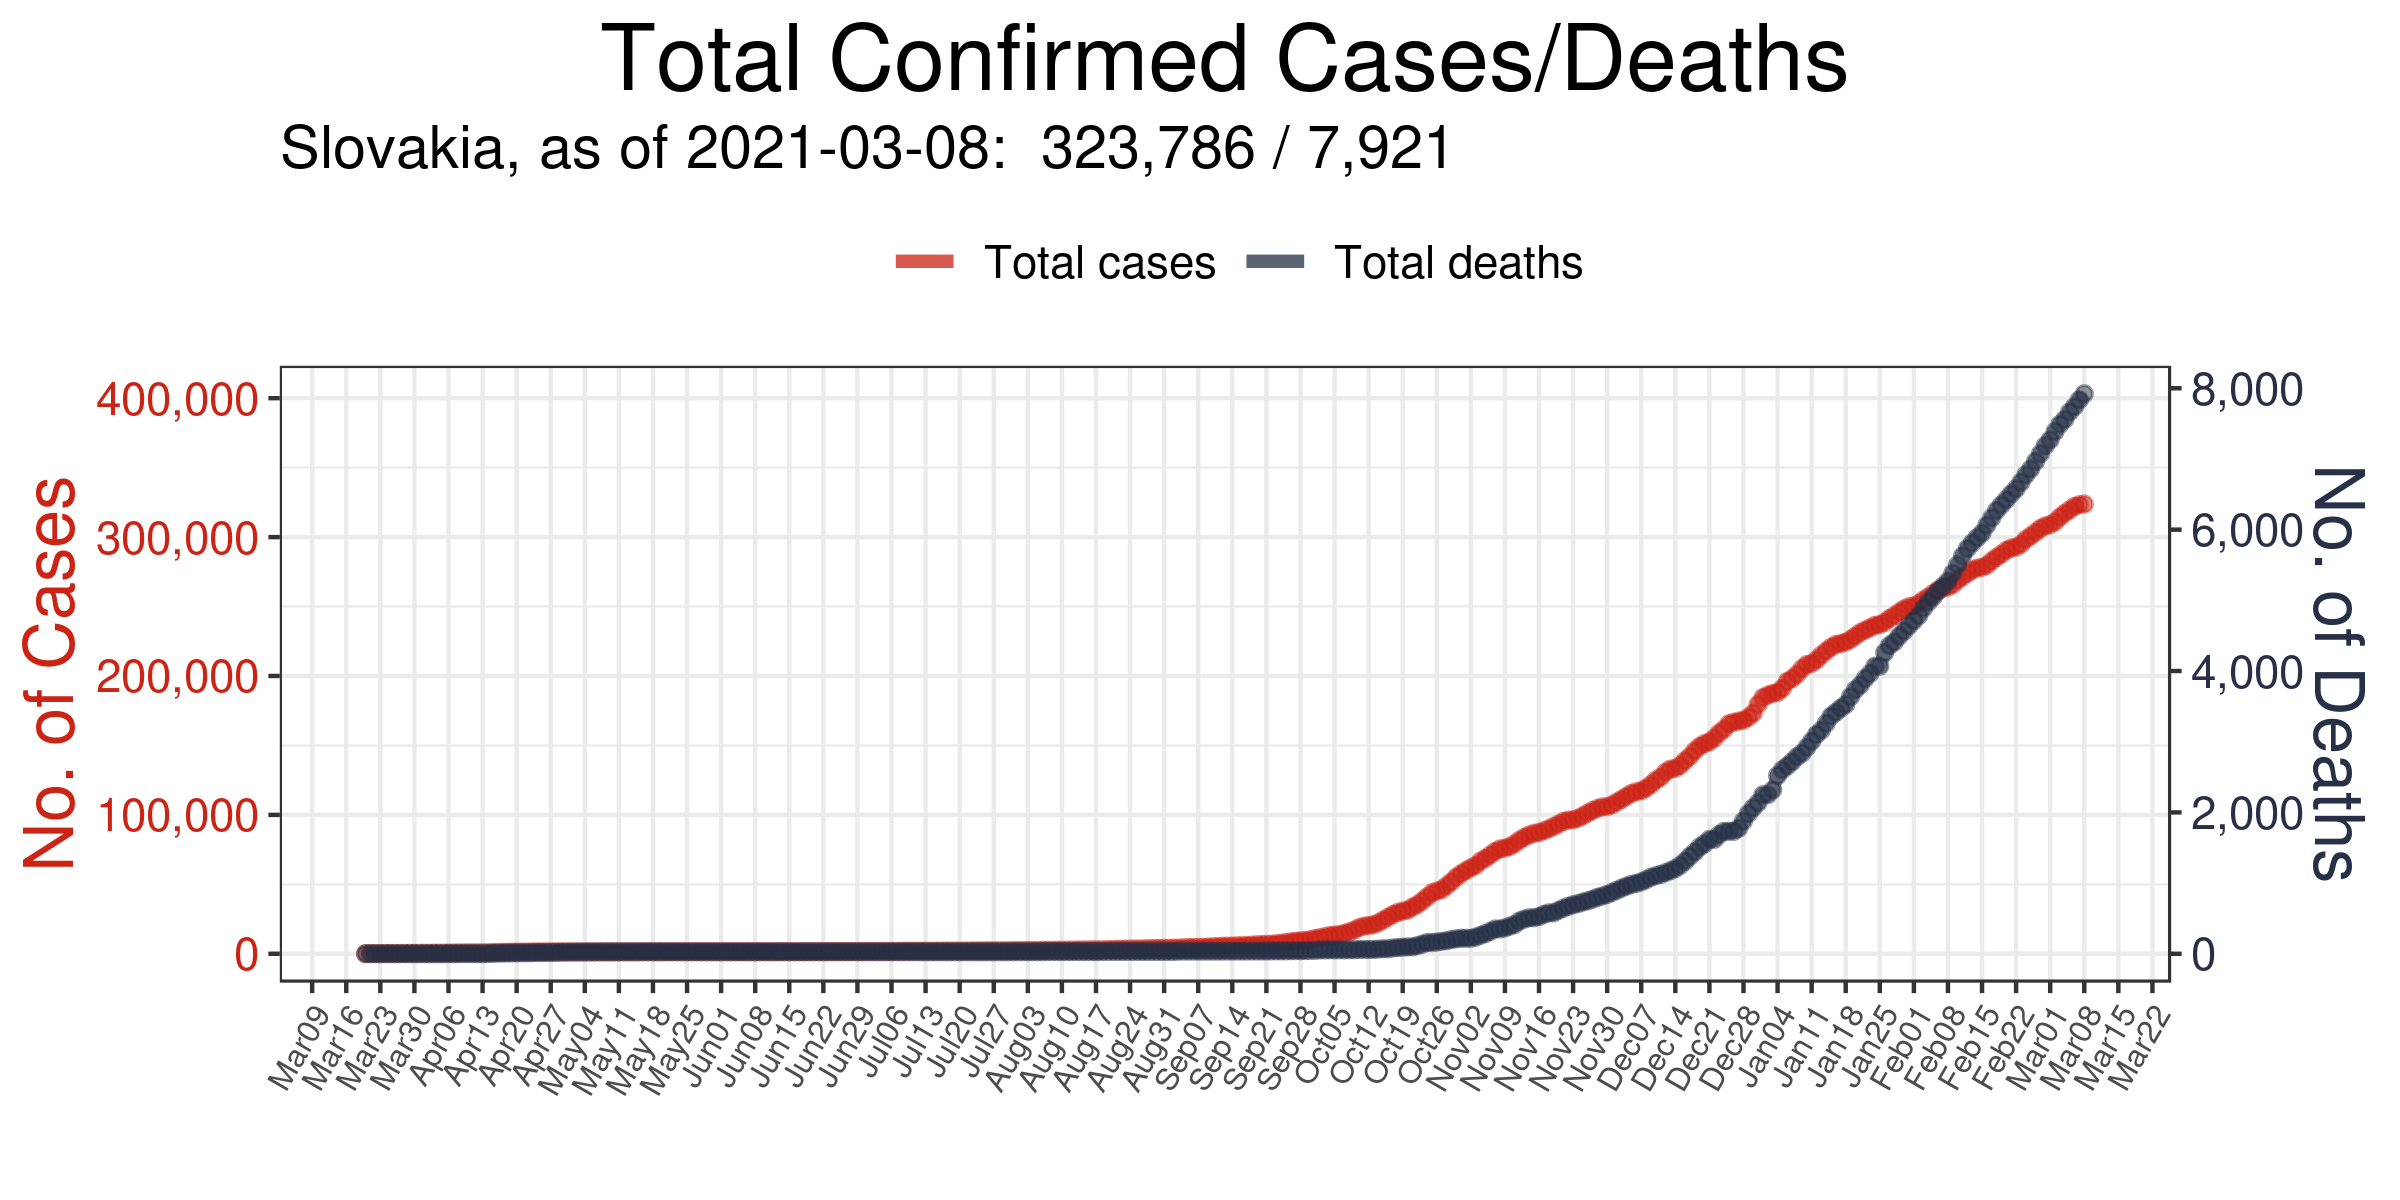 Total Confirmed Cases/Deaths
Slovakia, as of 2021-03-08:  323,786 / 7,921
Total cases
Total deaths
No. of Cases
400,000
300,000
200,000
100,000
0
8,000
6,000
4,000
2,000
0
No. of Deaths
Mar09
Mar16
Mar23
Mar30
Apr06
Apr13
Apr20
Apr27
May04
May11
May18
May25
Jun01
Jun08
Jun15
Jun22
Jun29
Jul06
Jul13
Jul20
Jul27
Aug03
Aug10
Aug17
Aug24
Aug31
Sep07
Sep14
Sep21
Sep28
Oct05
Oct12
Oct19
Oct26
Nov02
Nov09
Nov16
Nov23
Nov30
Dec07
Dec14
Dec21
Dec28
Jan04
Jan11
Jan18
Jan25
Feb01
Feb08
Feb15
Feb22
Mar01
Mar08
Mar15
Mar22